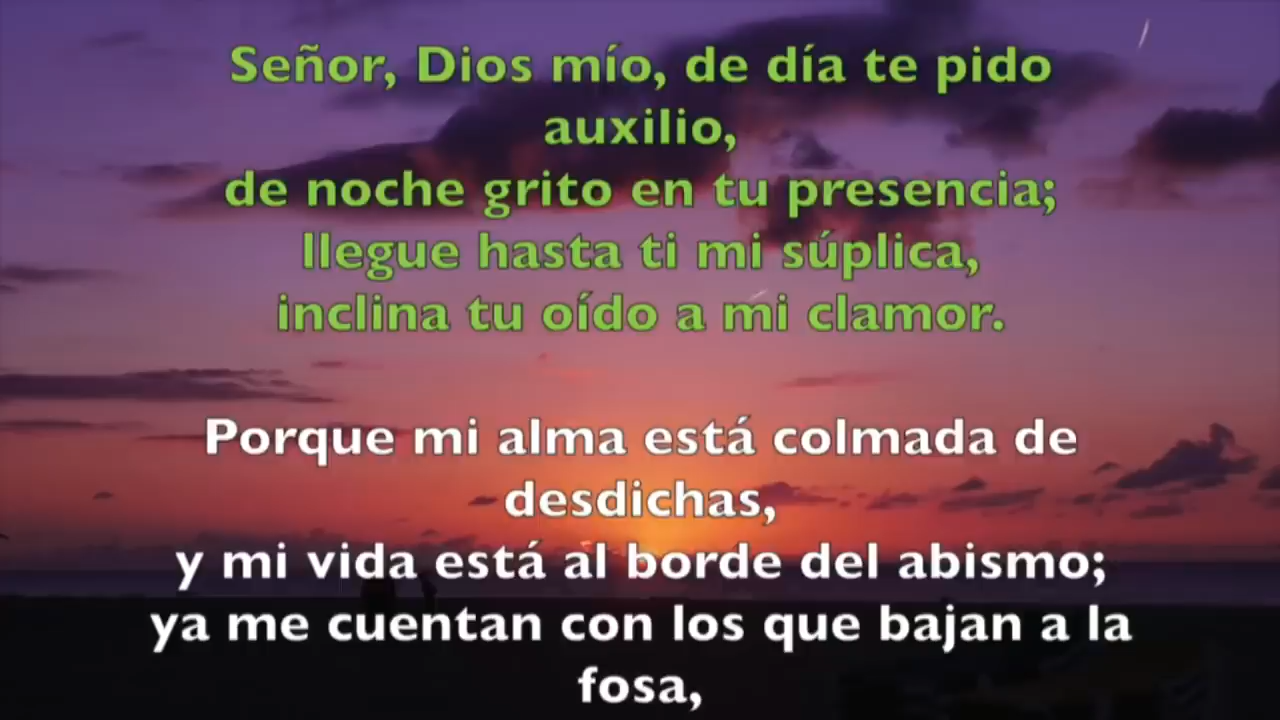 Señor, Dios mío, de día te pido
auxilio,
de noche grito en tu presencia;
llegue hasta ti mi súplica,
inclina tu oído a mi clamor.
Porque mi alma está colmada de
desdichas,
y mi vida está al borde del abismo;
ya me cuentan con los que bajan a la
fosa,